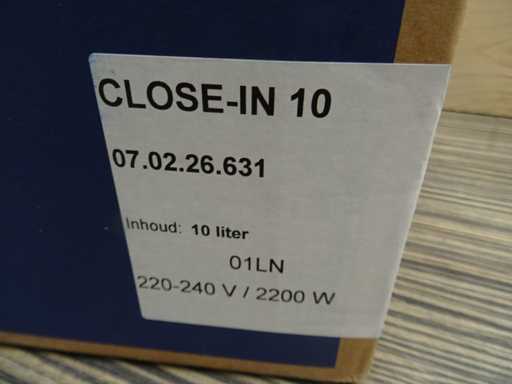 CLOSE-IN 10
07.02.26.631
Inhoud: 10 liter
01LN
220-240 V / 2200 W